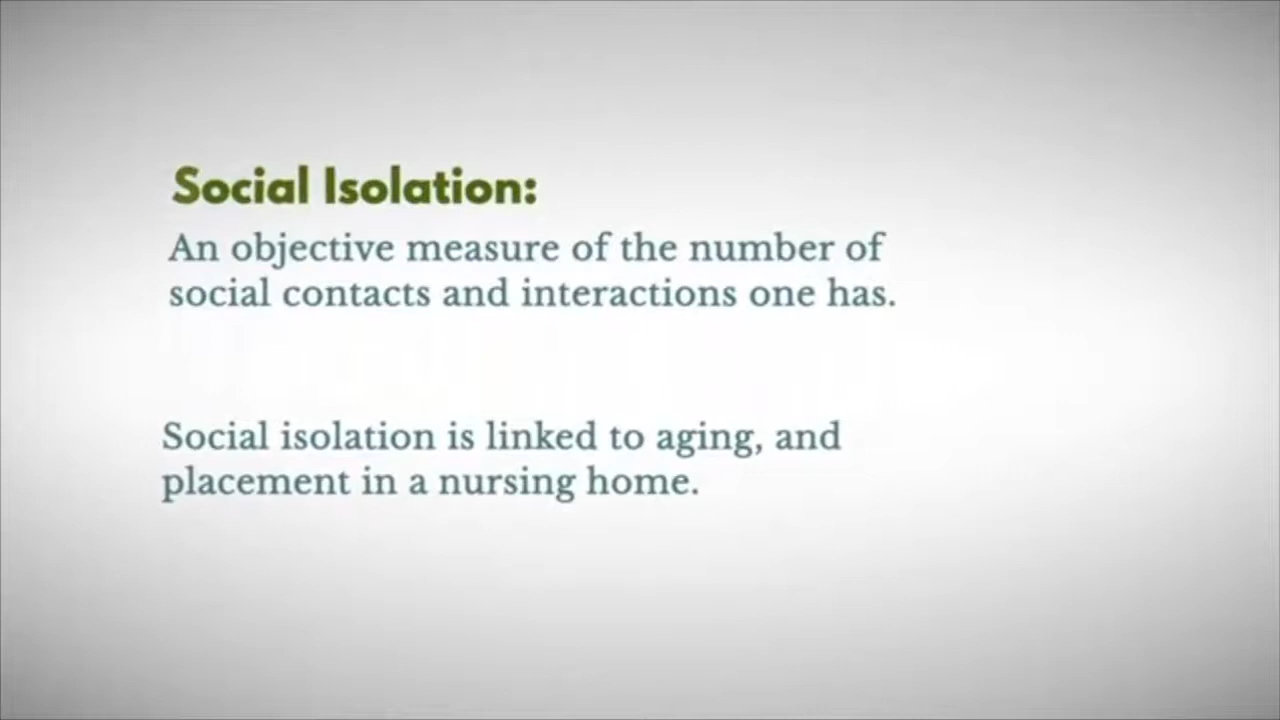 Social Isolation:
An objective measure of the number of
social contacts and interactions one has.
Social isolation is linked to aging, and
placement in a nursing home.